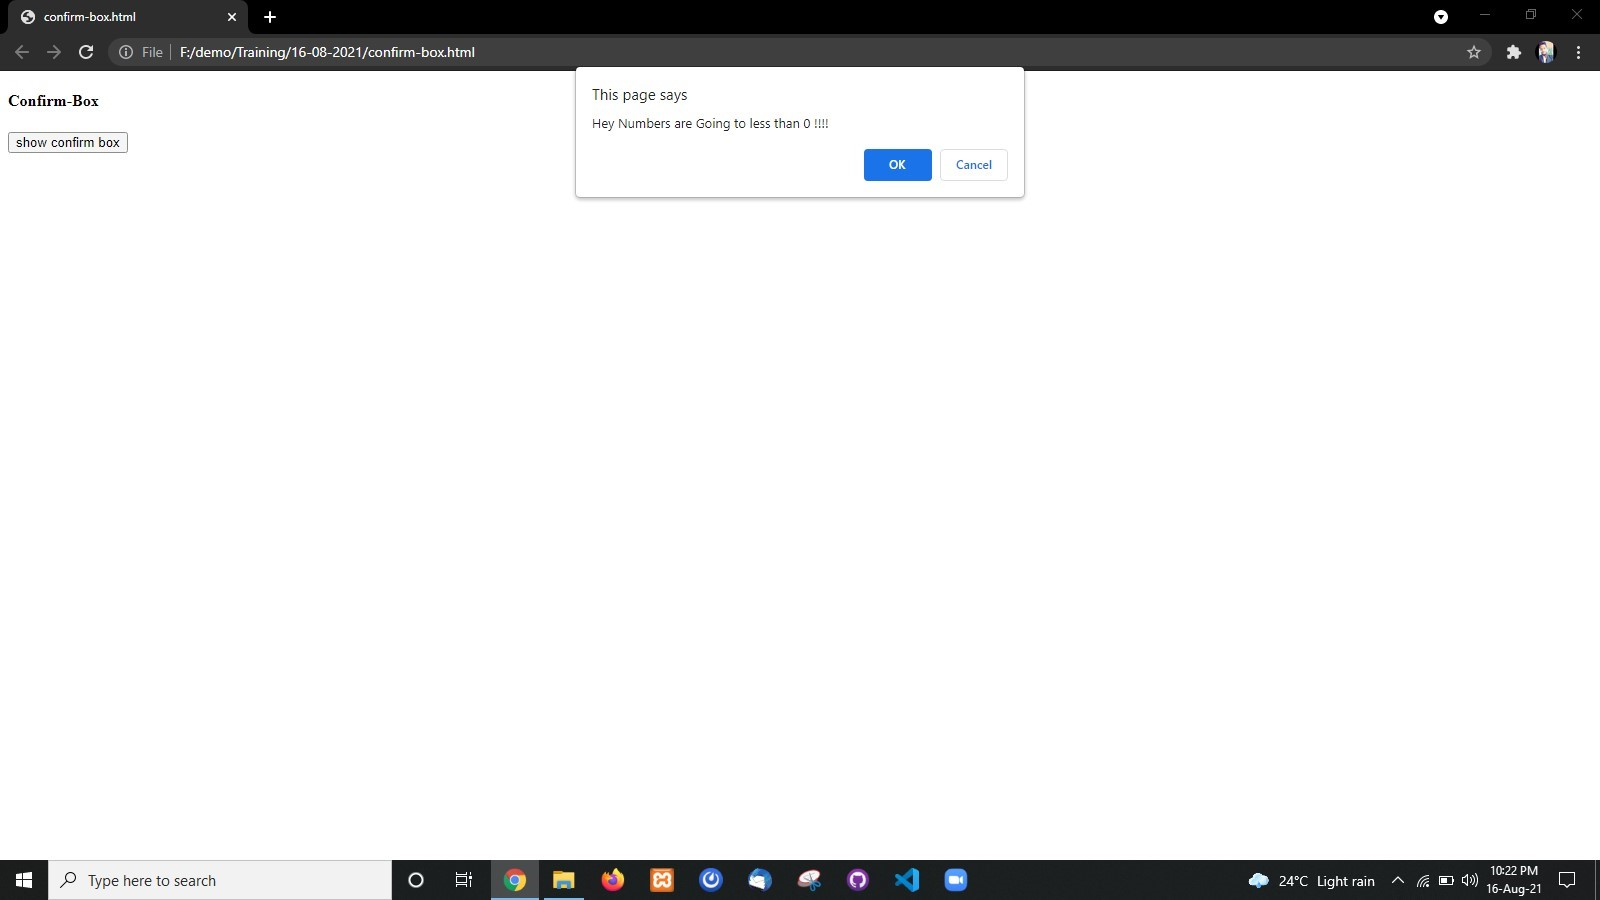 confirm-box.html
File F:/demo/Training/16-08-2021/confirm-box.html
This page says
Hey Numbers are Going to less than 0 !!!!
OK Cancel
Confirm-Box
show confirm box
Type here to search
24°C Light rain
10:22 PM
16-Aug-21